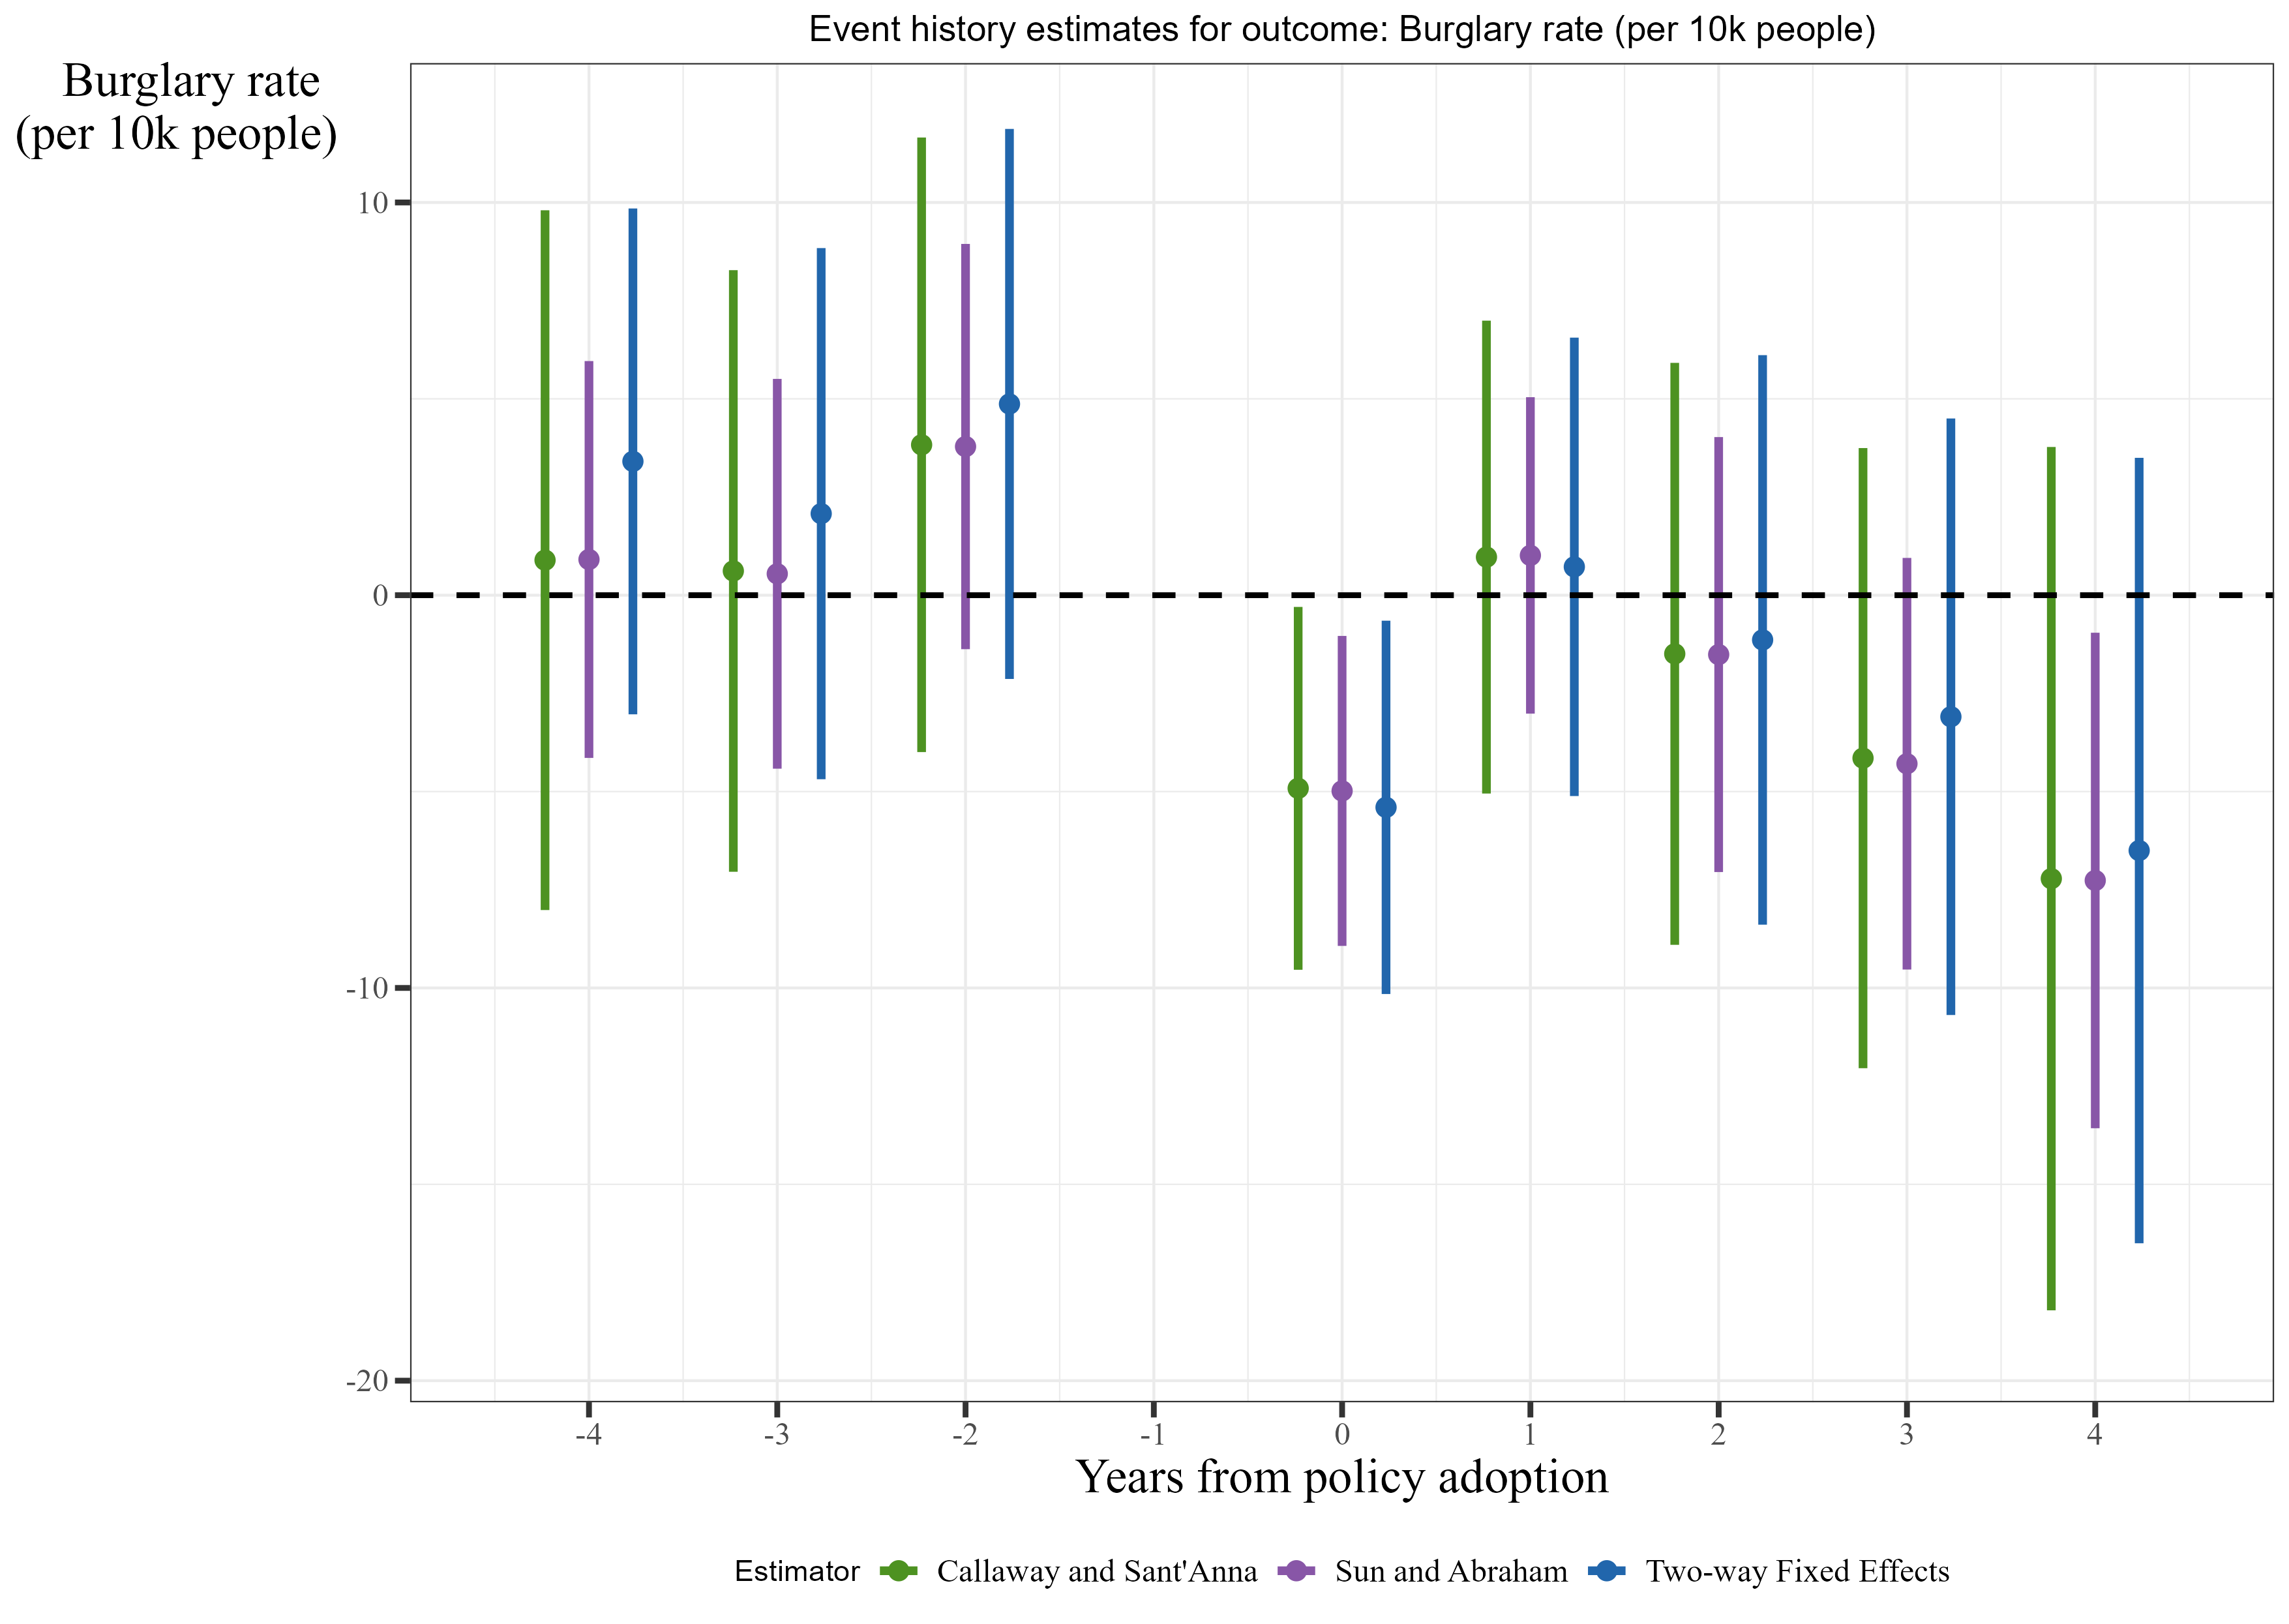 Event history estimates for outcome: Burglary rate (per 10k people)
Burglary rate
(per 10k people)
10
0
-10
-20
-4 -3 -2 -1 0 1 2 3 4
Years from policy adoption
Estimator Callaway and Sant'Anna Sun and Abraham Two-way Fixed Effects